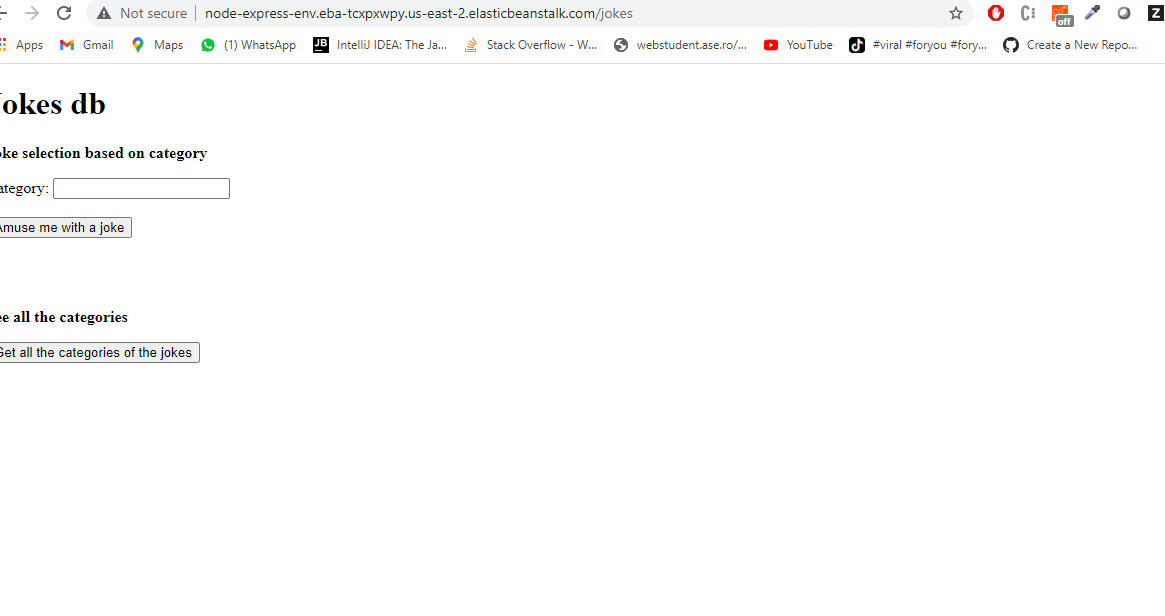 Not secure | node-express-env.eba-tcxpxwpy.us-east-2.elasticbeanstalk.com/jokes
off
Z
Apps Gmail Maps (1) WhatsApp JB IntelliJ IDEA: The Ja... Stack Overflow - W... webstudent.ase.ro/... YouTube #viral #foryou #fory... Create a New Repo...
okes db
oke selection based on category
ategory:
Amuse me with a joke
ee all the categories
Get all the categories of the jokes